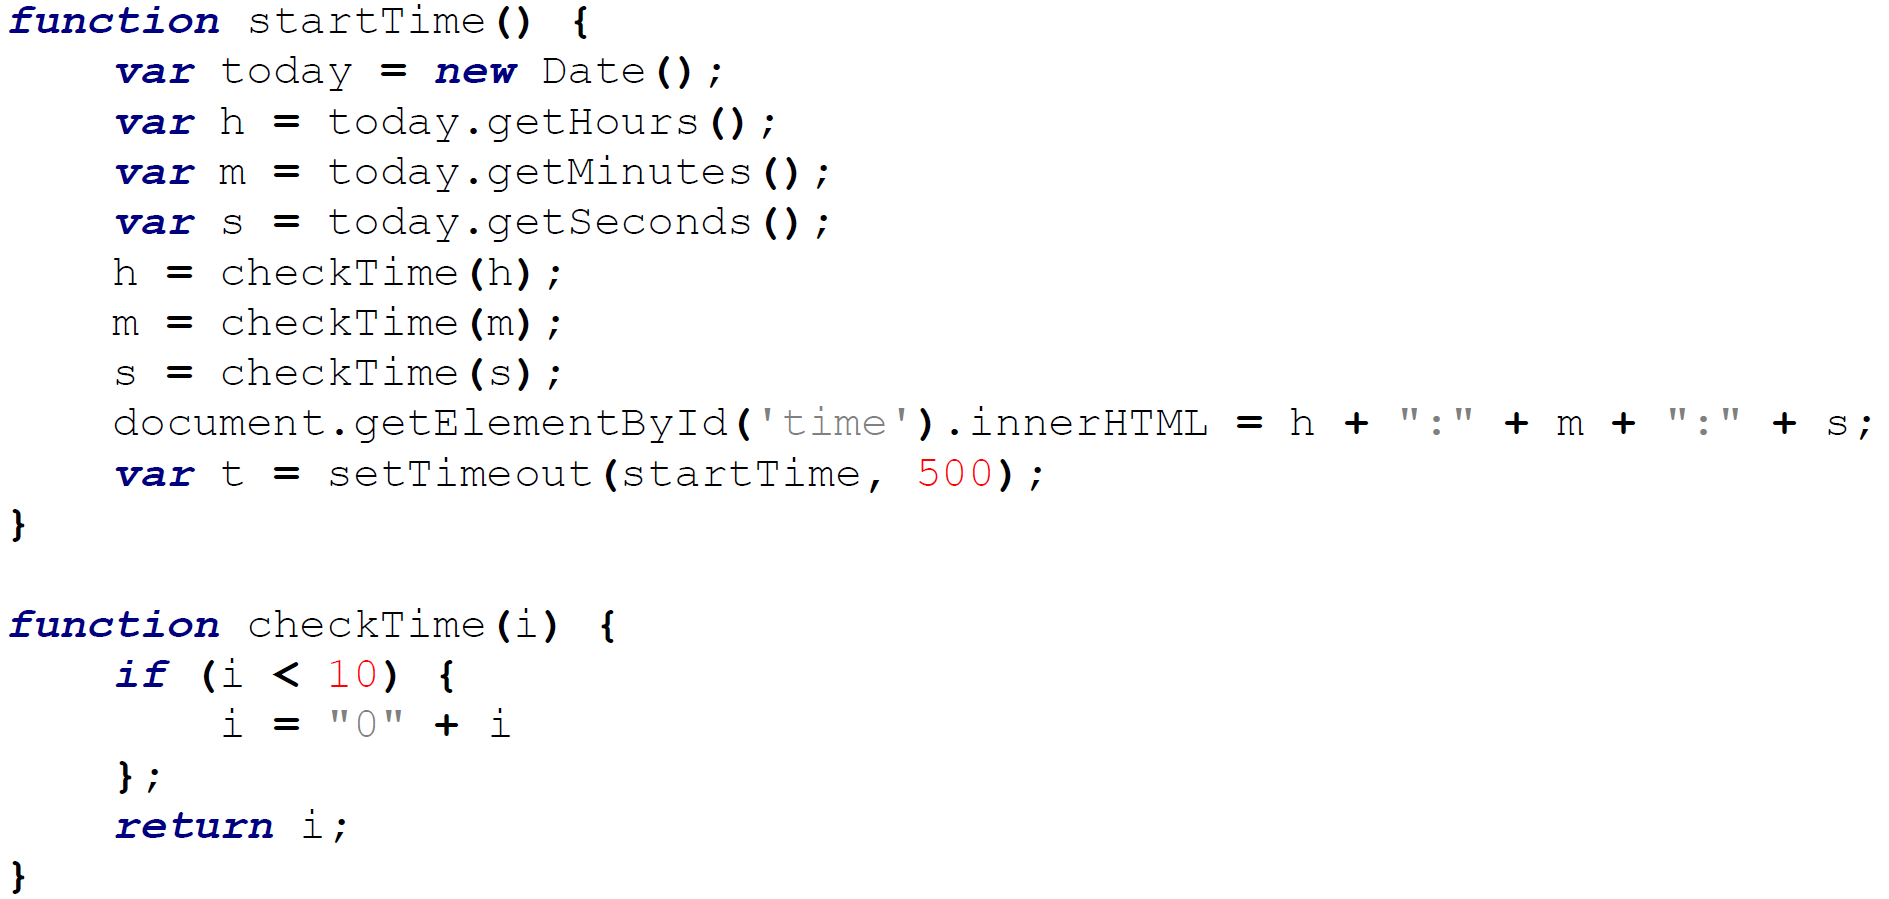 function startTime() {
    var today = new Date();
    var h = today.getHours();
    var m = today.getMinutes();
    var s = today.getSeconds();
    h = checkTime(h);
    m = checkTime(m);
    s = checkTime(s);
    document.getElementById('time').innerHTML = h + ":" + m + ":" + s;
    var t = setTimeout(startTime, 500);
}

function checkTime(i) {
    if (i < 10) {
        i = "0" + i
    };
    return i;
}